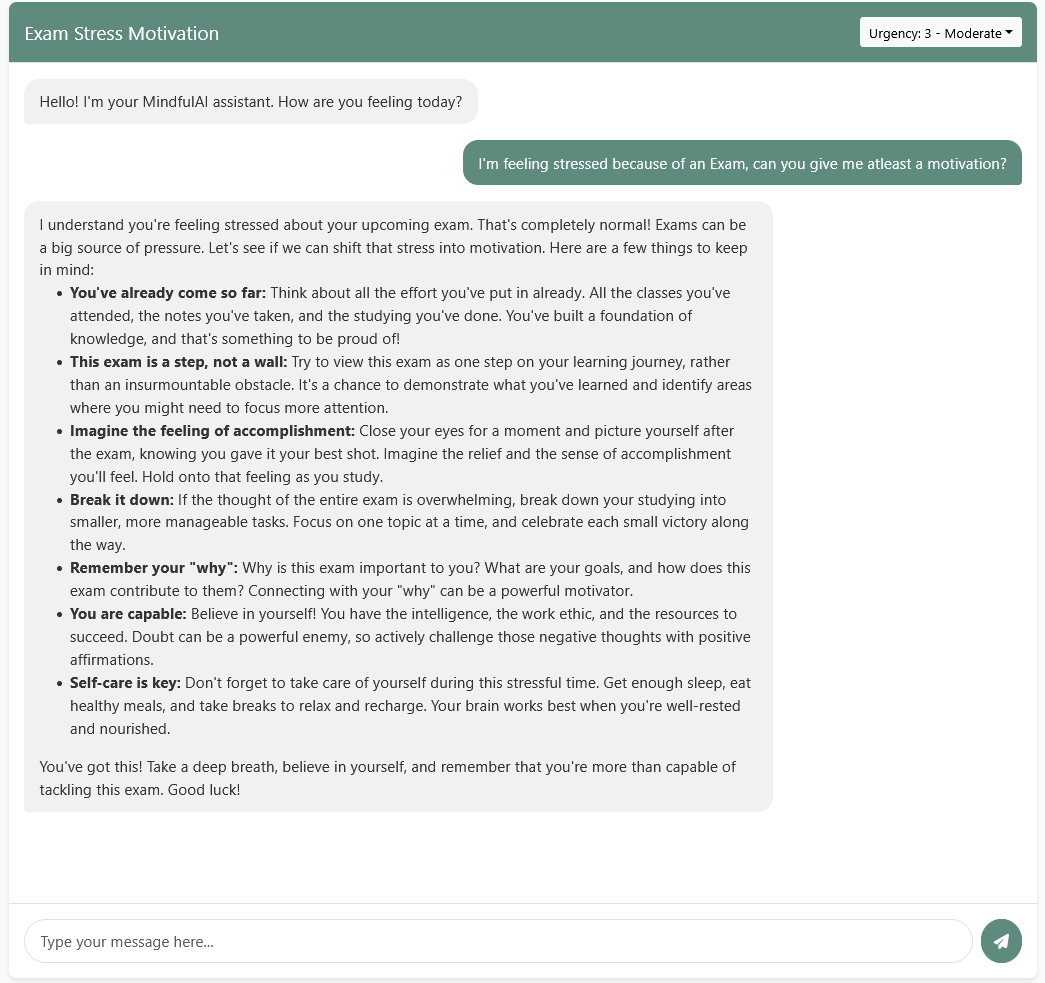 Exam Stress Motivation
Urgency: 3 - Moderate
Hello! I'm your MindfulAI assistant. How are you feeling today?
I'm feeling stressed because of an Exam, can you give me atleast a motivation?
I understand you're feeling stressed about your upcoming exam. That's completely normal! Exams can be
a big source of pressure. Let's see if we can shift that stress into motivation. Here are a few things to keep
in mind:
• You've already come so far: Think about all the effort you've put in already. All the classes you've
attended, the notes you've taken, and the studying you've done. You've built a foundation of
knowledge, and that's something to be proud of!
• This exam is a step, not a wall: Try to view this exam as one step on your learning journey, rather
than an insurmountable obstacle. It's a chance to demonstrate what you've learned and identify areas
where you might need to focus more attention.
• Imagine the feeling of accomplishment: Close your eyes for a moment and picture yourself after
the exam, knowing you gave it your best shot. Imagine the relief and the sense of accomplishment
you'll feel. Hold onto that feeling as you study.
• Break it down: If the thought of the entire exam is overwhelming, break down your studying into
smaller, more manageable tasks. Focus on one topic at a time, and celebrate each small victory along
the way.
• Remember your "why": Why is this exam important to you? What are your goals, and how does this
exam contribute to them? Connecting with your "why" can be a powerful motivator.
• You are capable: Believe in yourself! You have the intelligence, the work ethic, and the resources to
succeed. Doubt can be a powerful enemy, so actively challenge those negative thoughts with positive
affirmations.
• Self-care is key: Don't forget to take care of yourself during this stressful time. Get enough sleep, eat
healthy meals, and take breaks to relax and recharge. Your brain works best when you're well-rested
and nourished.
You've got this! Take a deep breath, believe in yourself, and remember that you're more than capable of
tackling this exam. Good luck!
Type your message here...